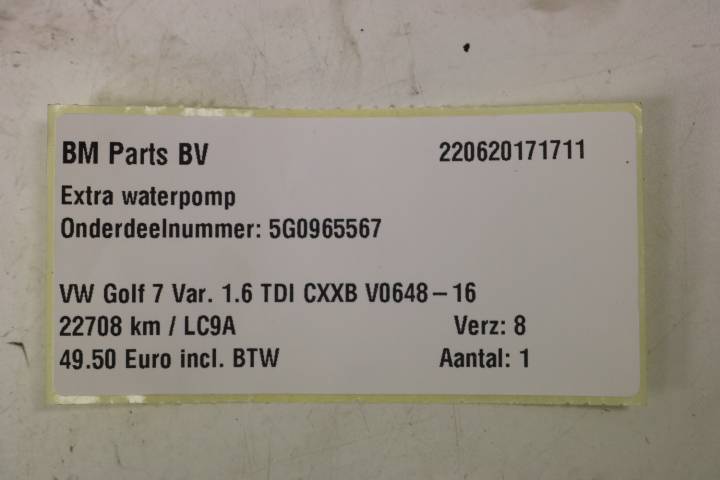 BM Parts BV 220620171711
Extra waterpomp
Onderdeelnummer: 5G0965567
VW Golf 7 Var. 1.6 TDI CXXB V0648-16
22708 km / LC9A Verz: 8
49.50 Euro incl. BTW Aantal: 1